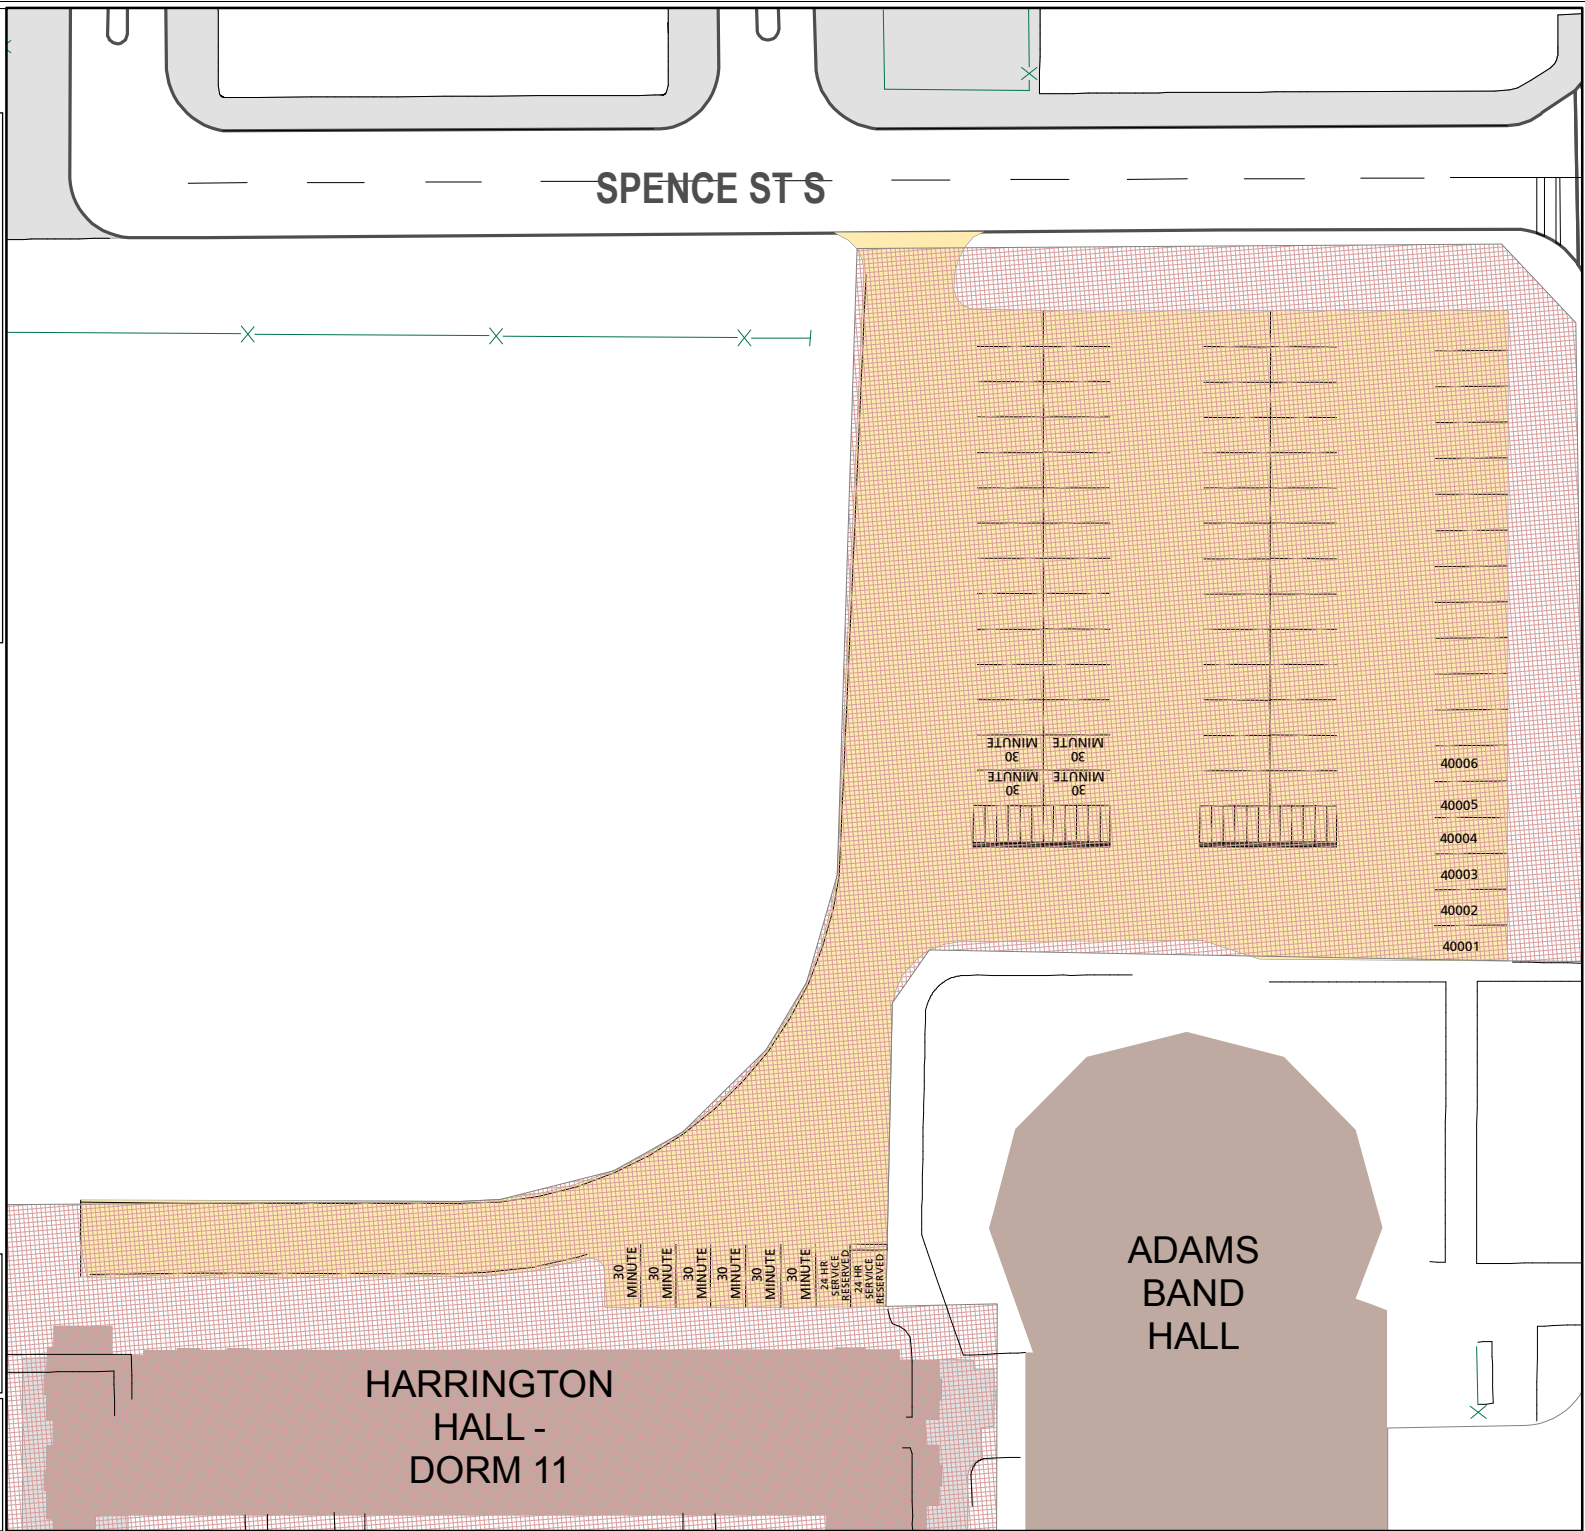 SPENCE ST S
30
MINUTE
30
MINUTE
30
MINUTE
30
MINUTE
40006
40005
40004
40003
40002
40001
30
MINUTE
30
MINUTE
30
MINUTE
30
MINUTE
30
MINUTE
30
MINUTE
24 HR
SERVICE
RESERVED
24 HR
SERVICE
RESERVED
ADAMS
BAND
HALL
HARRINGTON
HALL -
DORM 11